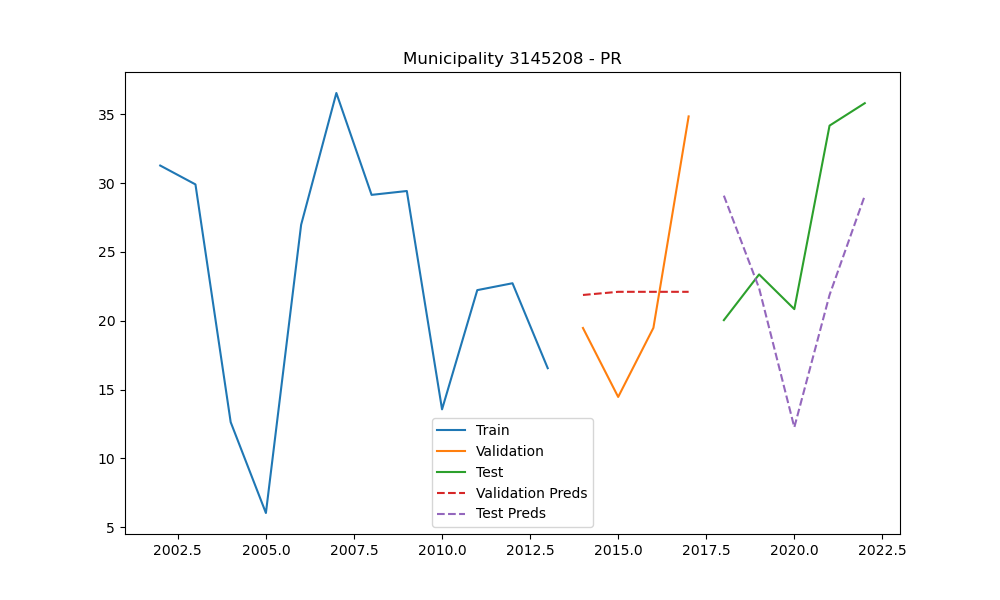 Municipality 3145208 - PR
35
30
25
20
15
10
5
Train
Validation
Test
Validation Preds
Test Preds
2002.5 2005.0 2007.5 2010.0 2012.5 2015.0 2017.5 2020.0 2022.5